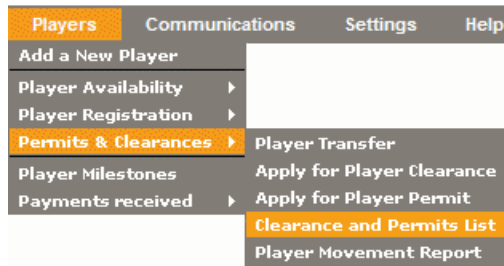 Players Communications Settings Help
Add a New Player
Player Availability
Player Registration
Permits & Clearances
Player Milestones
Payments received
Player Transfer
Apply for Player Clearance
Apply for Player Permit
Clearance and Permits List
Player Movement Report